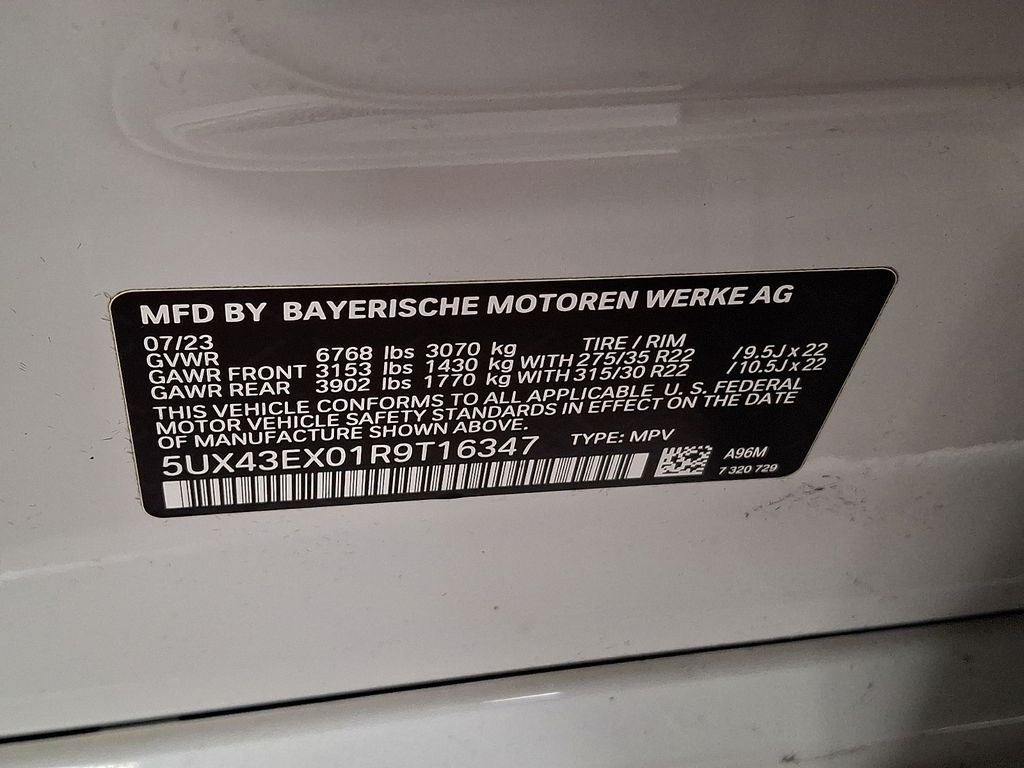 MFD BY BAYERISCHE MOTOREN WERKE AG
07/23 TIRE / RIM
GVWR 6768 lbs 3070 kg
GAWR FRONT 3153 lbs 1430 kg WITH 275/35 R22 / 9.5J x 22
GAWR REAR 3902 lbs 1770 kg WITH 315/30 R22 / 10.5J x 22
THIS VEHICLE CONFORMS TO ALL APPLICABLE U. S. FEDERAL
MOTOR VEHICLE SAFETY STANDARDS IN EFFECT ON THE DATE
OF MANUFACTURE SHOWN ABOVE.
5UX43EX01R9T16347 TYPE: MPV
A96M
7 320 729